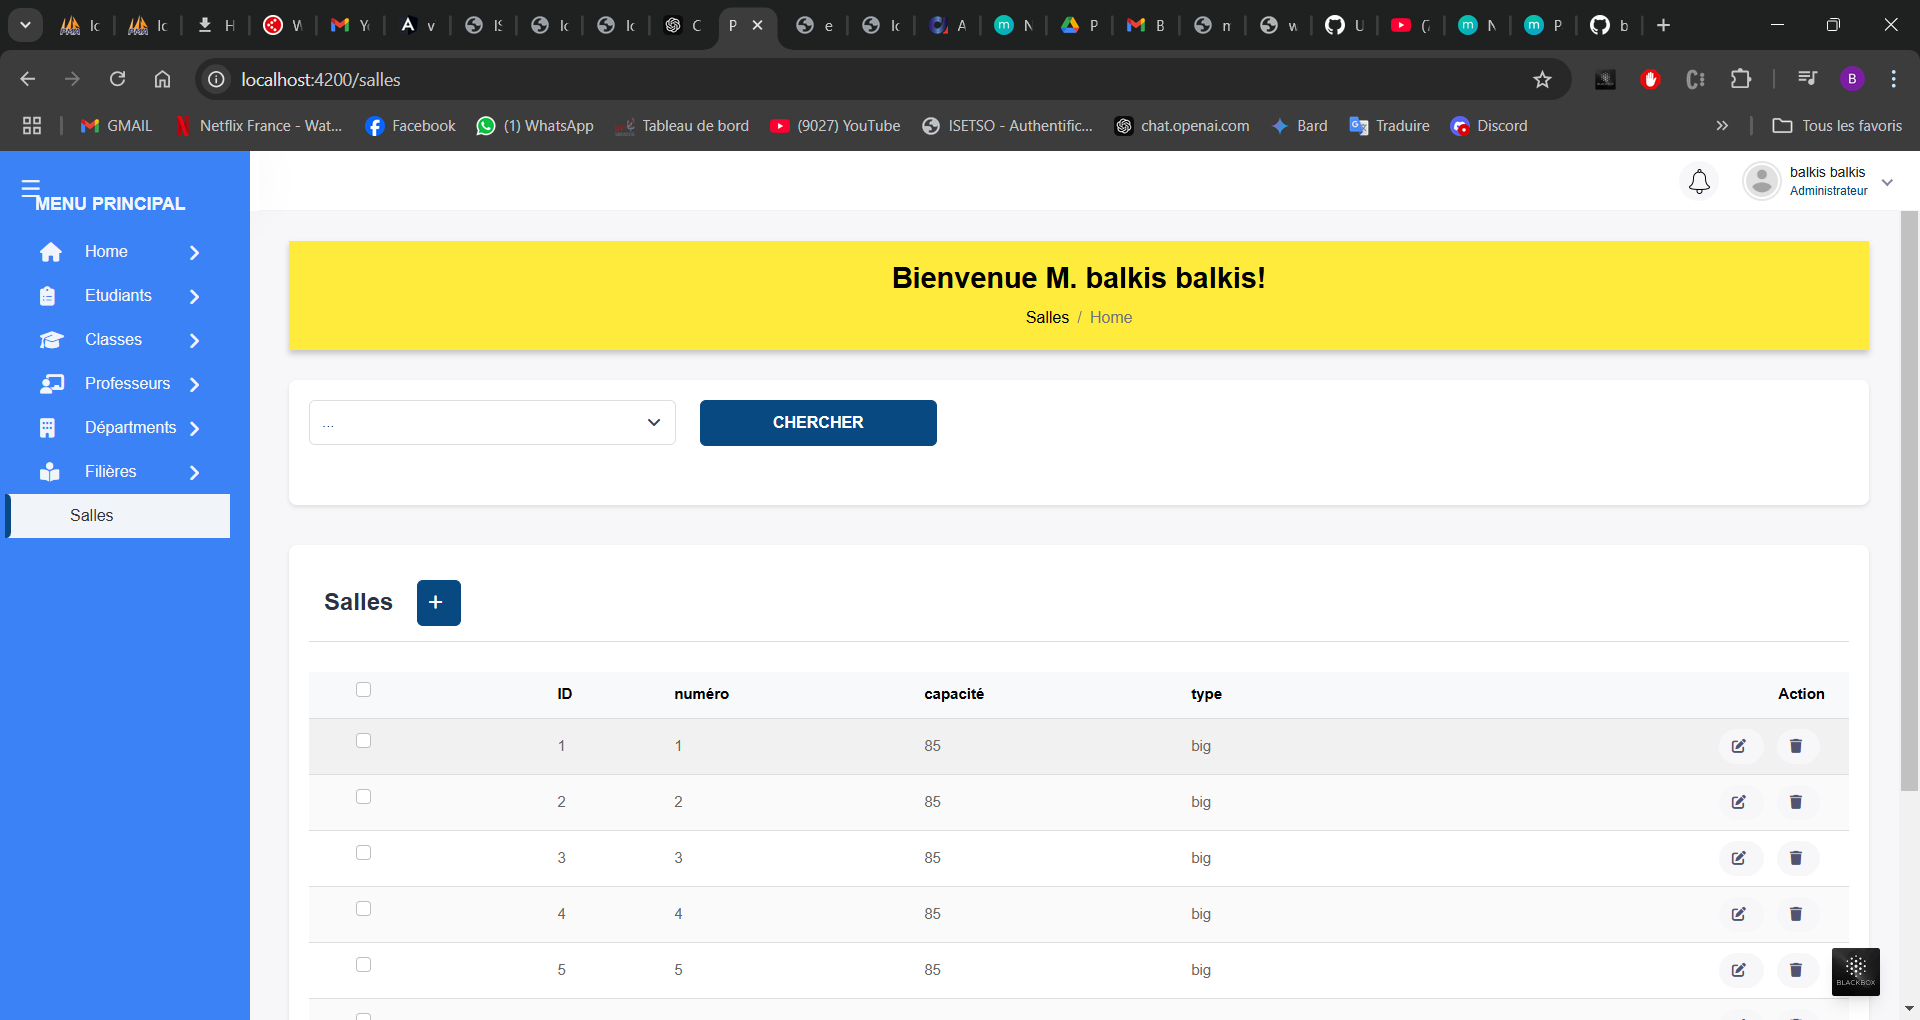 localhost:4200/salles
GMAIL
Netflix France - Wat...
Facebook
(1) WhatsApp
Tableau de bord
(9027) YouTube
ISETSO - Authentific...
chat.openai.com
Bard
Traduire
Discord
Tous les favoris
B
MENU PRINCIPAL
Home
Etudiants
Classes
Professeurs
Départments
Filières
Salles
balkis balkis
Administrateur
Bienvenue M. balkis balkis!
Salles / Home
...
CHERCHER
Salles +
ID numéro capacité type Action
1 1 85 big
2 2 85 big
3 3 85 big
4 4 85 big
5 5 85 big
BLACKBOX